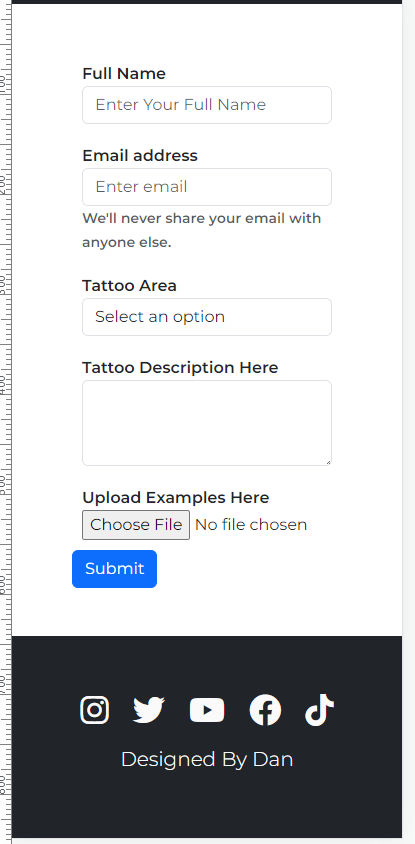 Full Name
Enter Your Full Name
Email address
Enter email
We'll never share your email with
anyone else.
Tattoo Area
Select an option
Tattoo Description Here
Upload Examples Here
Choose File No file chosen
Submit
Designed By Dan